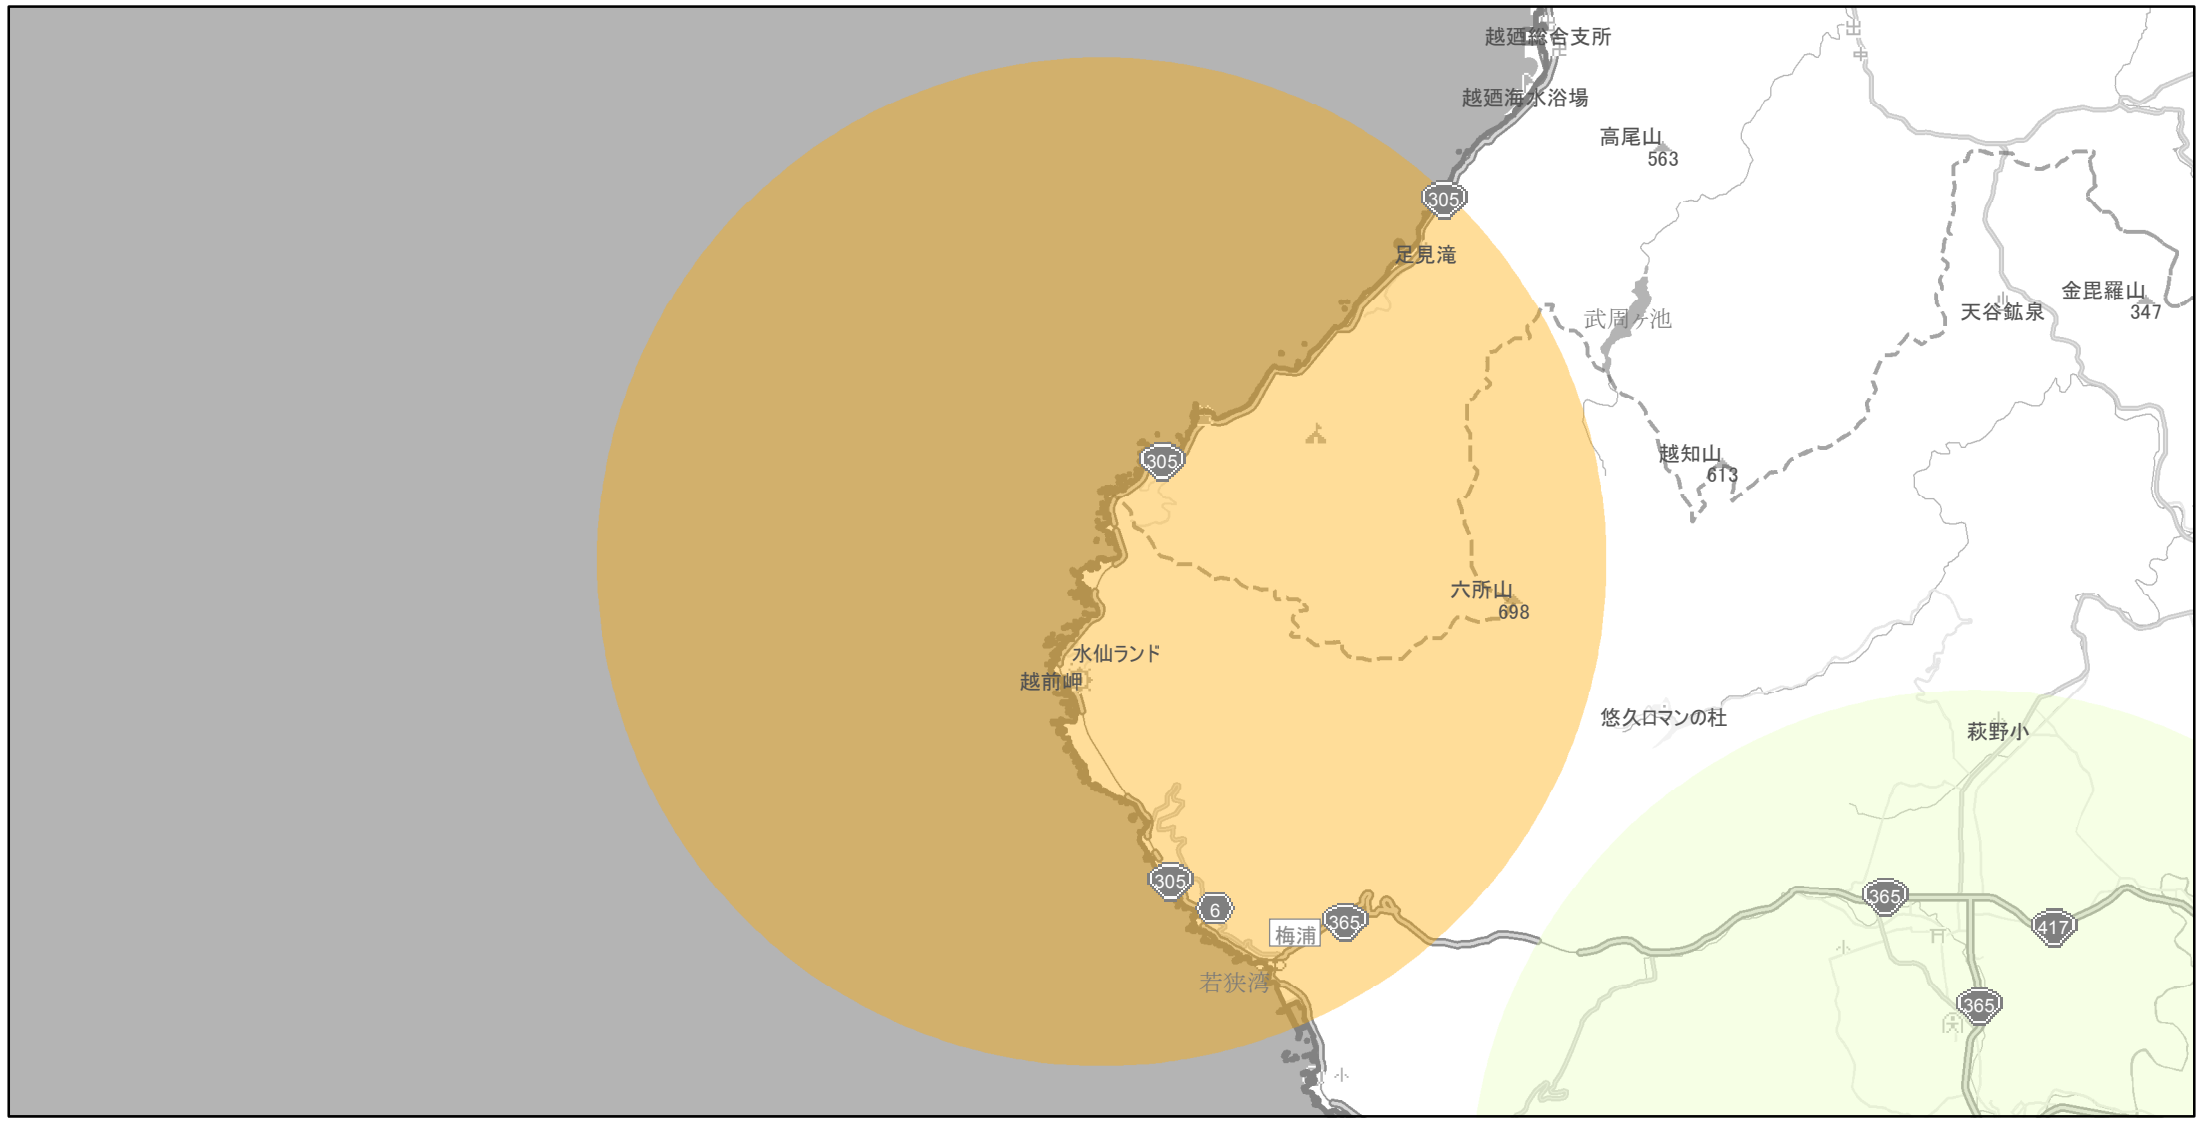 越廼総合支所
越廼海水浴場
高尾山
563
305
足見滝
武周ヶ池
天谷鉱泉
金毘羅山
347
305
越知山
613
六所山
698
水仙ランド
越前岬
悠久ロマンの杜
萩野小
305
6
梅浦
365
365
417
若狭湾
365
小
小